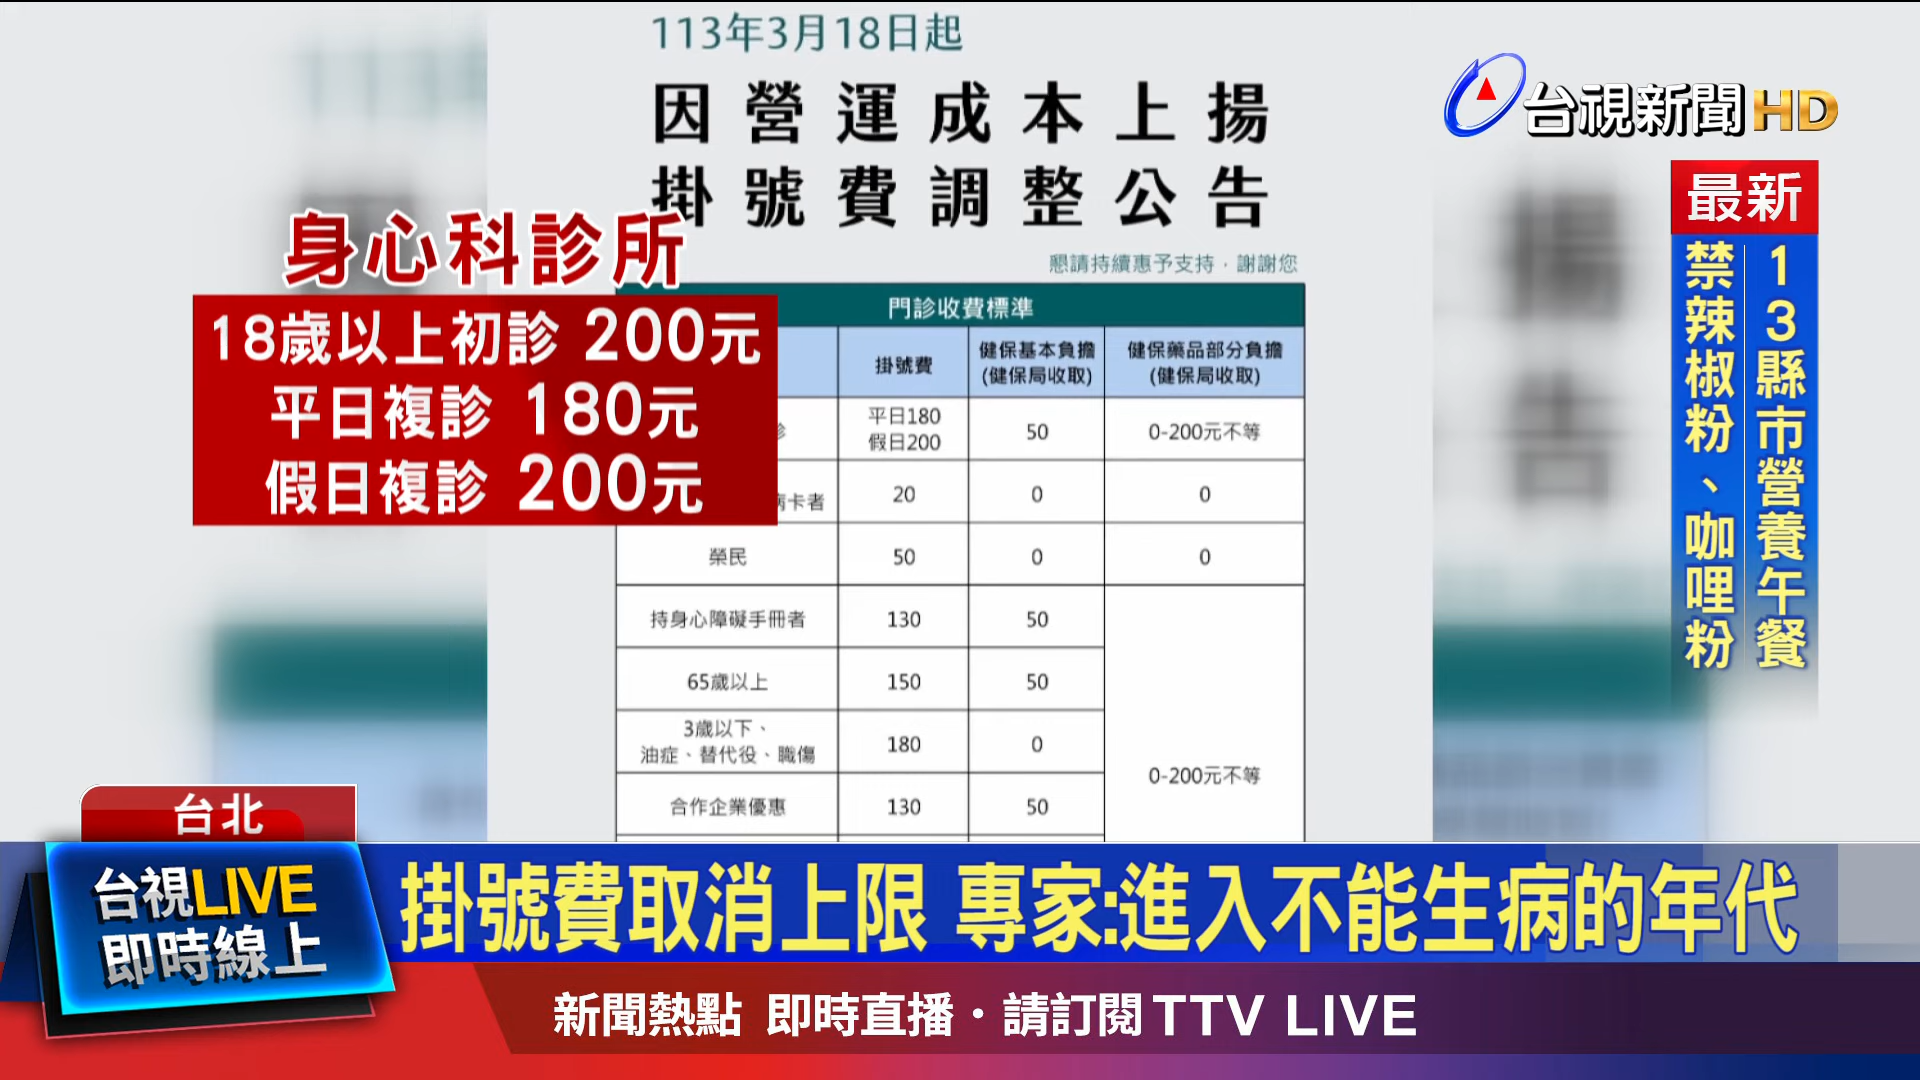 113年3月18日起
因營運成本上揚
掛號費調整公告
懇請持續惠予支持，謝謝您
台視新聞HD
最新
13縣市營養午餐
禁辣椒粉、咖哩粉
身心科診所
18歲以上初診 200元
平日複診 180元
假日複診 200元
門診收費標準
掛號費
健保基本負擔
(健保局收取)
健保藥品部分負擔
(健保局收取)
平日180
假日200
50
0-200元不等
病卡者
20
0
0
榮民
50
0
0
持身心障礙手冊者
130
50
65歲以上
150
50
3歲以下、
油症、替代役、職傷
180
0
0-200元不等
合作企業優惠
130
50
台北
台視LIVE
即時線上
掛號費取消上限 專家:進入不能生病的年代
新聞熱點 即時直播・請訂閱TTV LIVE